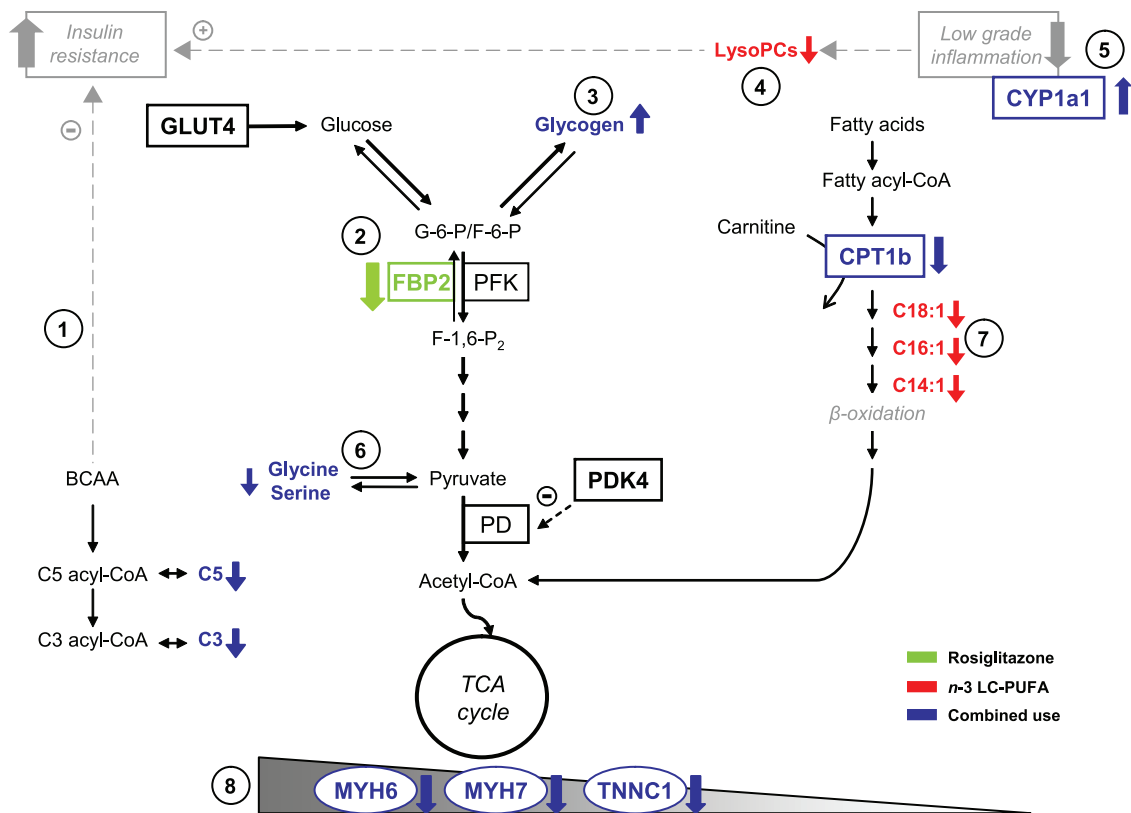 Insulin
resistance
+
LysoPCs
Low grade
inflammation
5
CYP1a1
4
3
−
GLUT4
Glucose
Glycogen
Fatty acids
Fatty acyl-CoA
G-6-P/F-6-P
Carnitine
2
CPT1b
FBP2
PFK
C18:1
1
F-1,6-P2
C16:1
7
C14:1
β-oxidation
6
BCAA
Glycine
Serine
Pyruvate
PDK4
−
PD
C5 acyl-CoA
C5
Acetyl-CoA
C3 acyl-CoA
C3
TCA
cycle
Rosiglitazone
n-3 LC-PUFA
Combined use
8
MYH6
MYH7
TNNC1